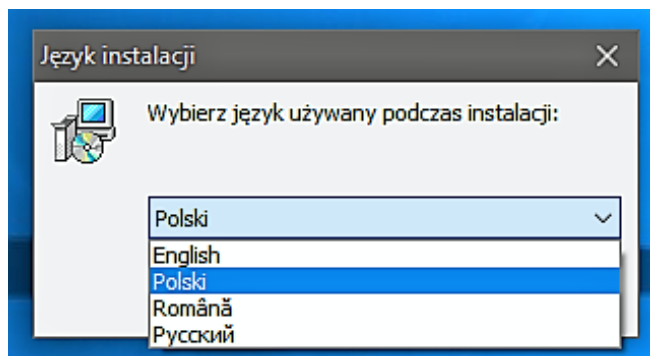 Język instalacji
Wybierz język używany podczas instalacji:
Polski
English
Polski
Română
Русский